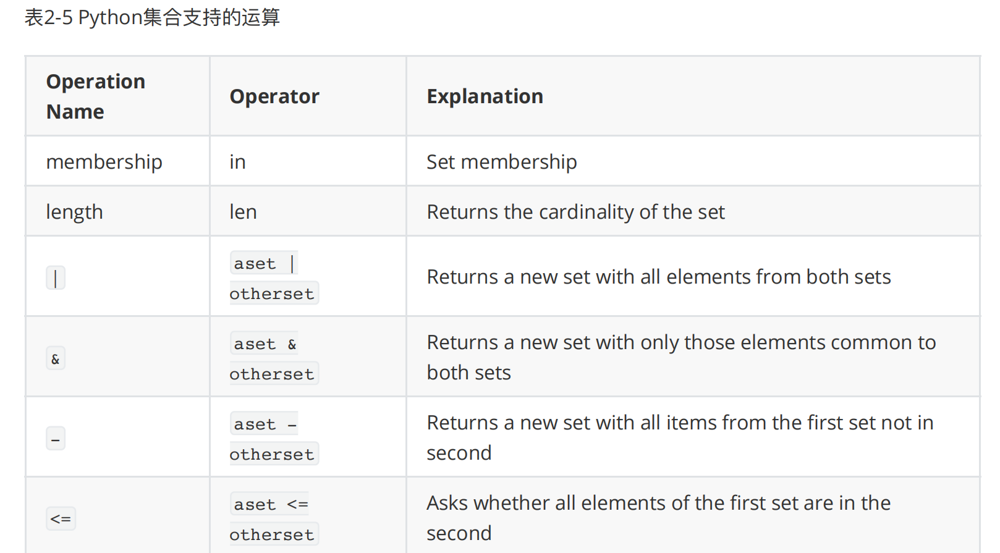 表2-5 Python集合支持的运算
Operation
Name
Operator
Explanation
membership
in
Set membership
length
len
Returns the cardinality of the set
|
aset |
otherset
Returns a new set with all elements from both sets
&
aset &
otherset
Returns a new set with only those elements common to
both sets
-
aset -
otherset
Returns a new set with all items from the first set not in
second
<=
aset <=
otherset
Asks whether all elements of the first set are in the
second